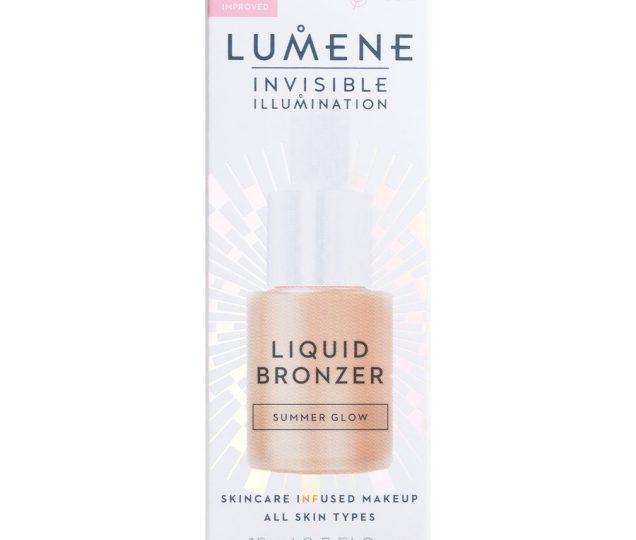 IMPROVED
LUMENE
INVISIBLE
ILLUMINATION
LIQUID
BRONZER
SUMMER GLOW
SKINCARE INFUSED MAKEUP
ALL SKIN TYPES